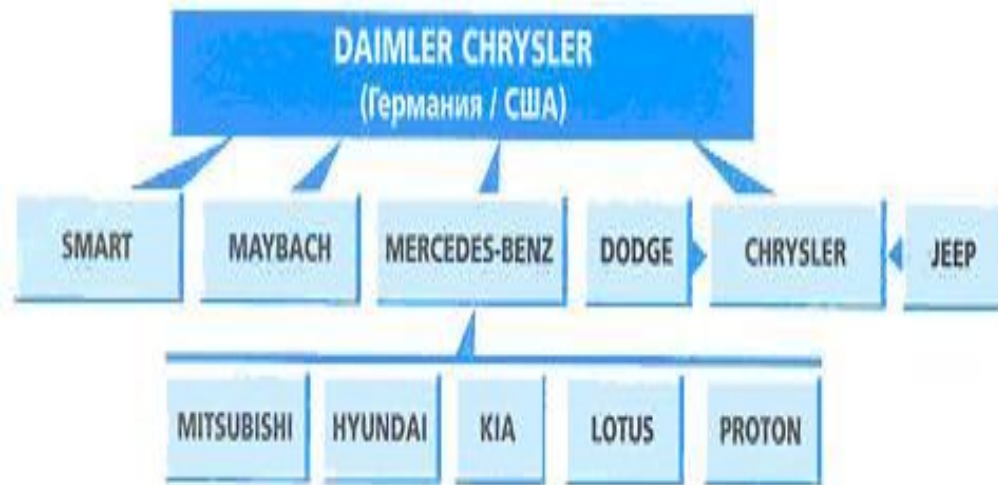 DAIMLER CHRYSLER
(Германия / США)
SMART
MAYBACH
MERCEDES-BENZ
DODGE
CHRYSLER
JEEP
MITSUBISHI
HYUNDAI
KIA
LOTUS
PROTON